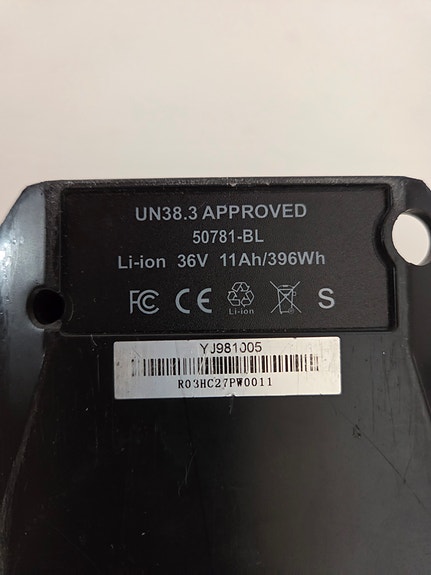 UN38.3 APPROVED
50781-BL
Li-ion 36V 11Ah/396Wh
FC CE Li-ion S
YJ981005
R03HC27PW0011